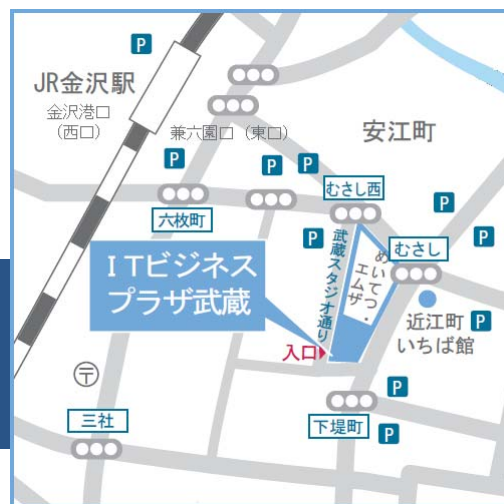 P
JR金沢駅
金沢港口
(西口)
兼六園口(東口)
安江町
P
P
P
P
六枚町
むさし西
P
P
武蔵スタジオ通り
めいてつ・
エムザ
むさし
ITビジネス
プラザ武蔵
近江町
いちば館
P
入口
〒
三社
下堤町
P
P